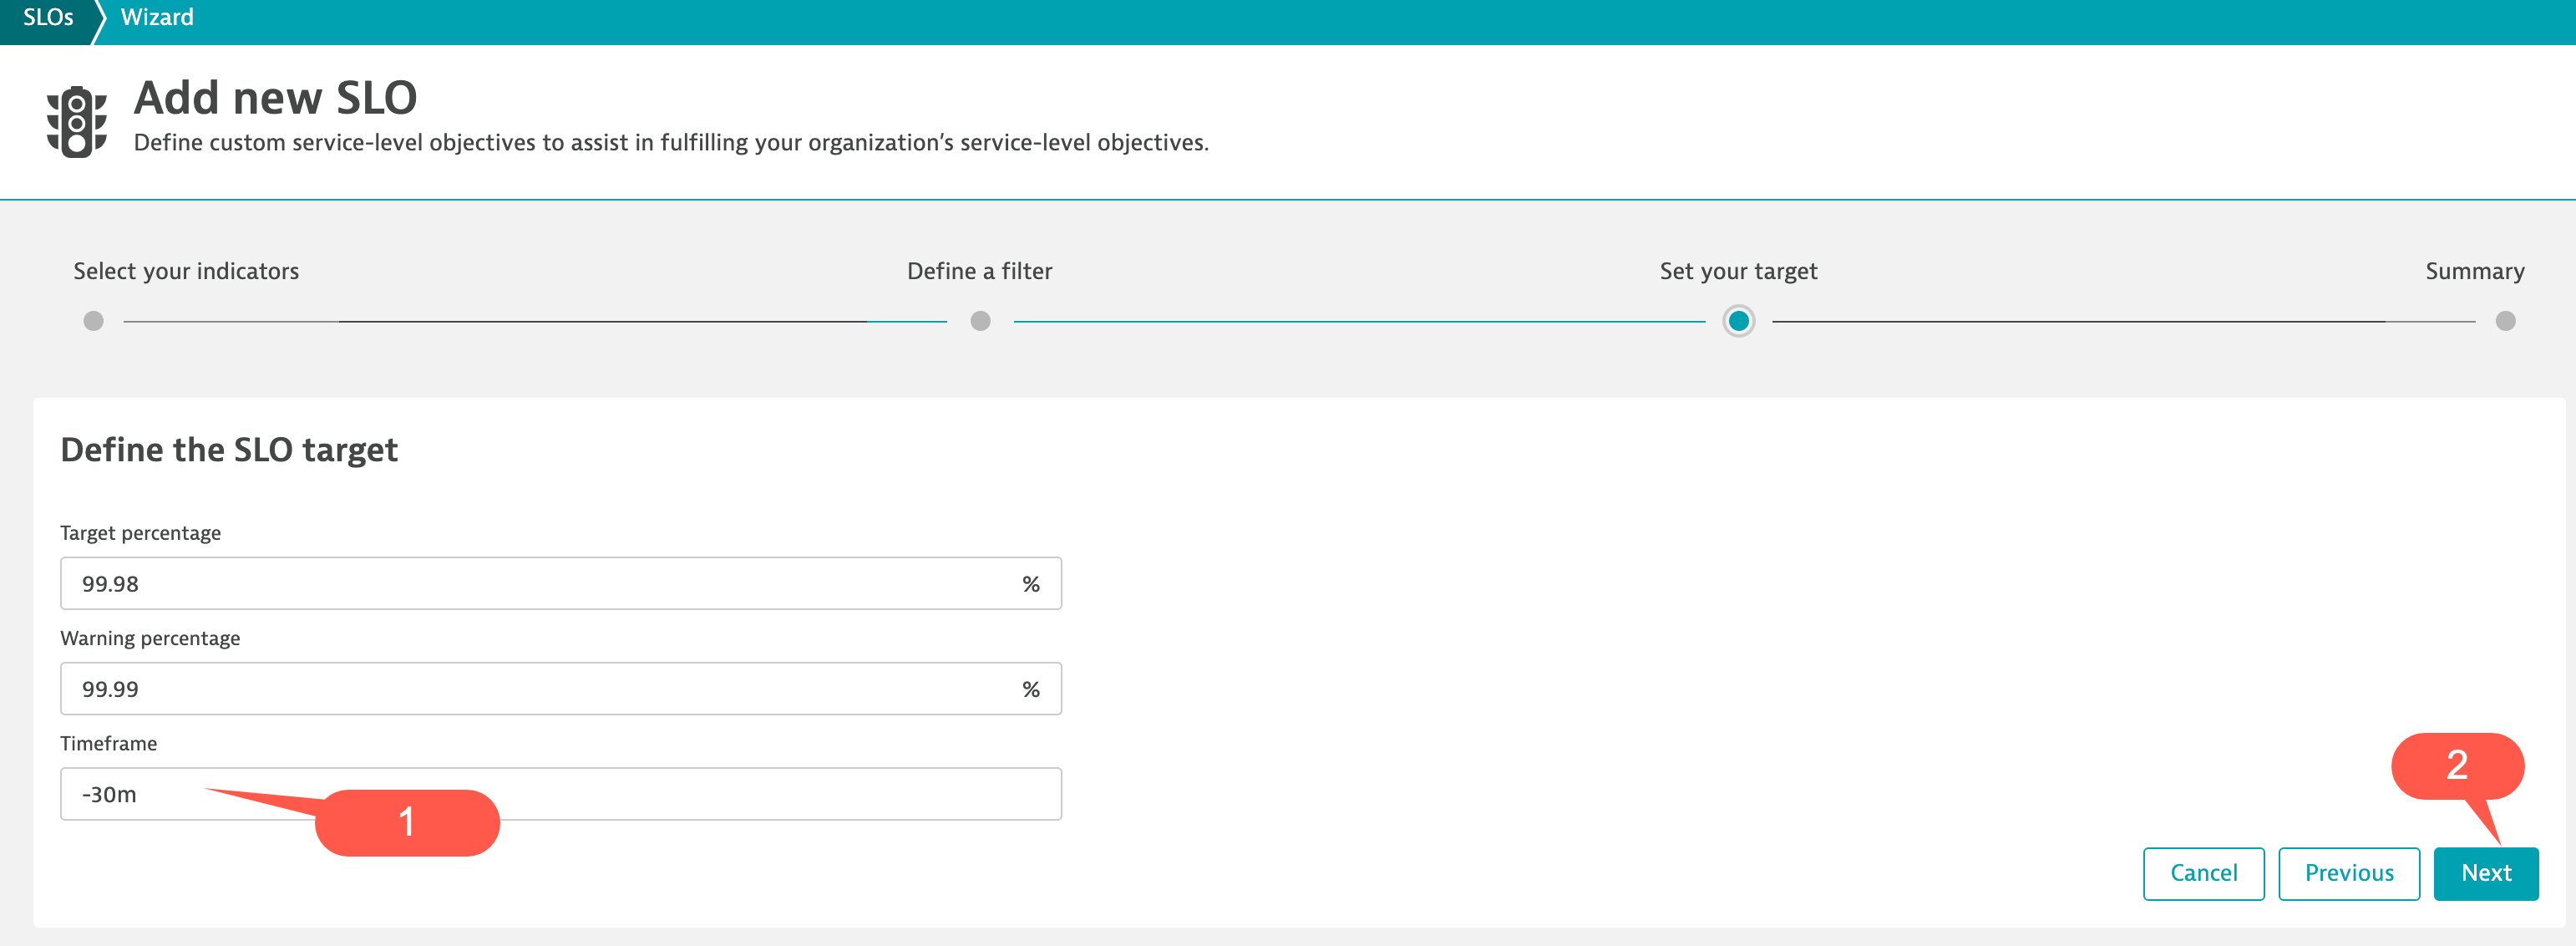 SLOs
Wizard
Add new SLO
Define custom service-level objectives to assist in fulfilling your organization's service-level objectives.
Select your indicators
Define a filter
Set your target
Summary
Define the SLO target
Target percentage
99.98 %
Warning percentage
99.99 %
Timeframe
-30m
1
2
Cancel
Previous
Next